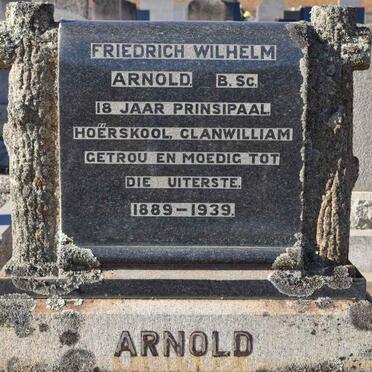 FRIEDRICH WILHELM
ARNOLD B. SC.
18 JAAR PRINSIPAAL.
HOËRSKOOL, CLANWILLIAM
GETROU EN MOEDIG TOT
DIE UITERSTE.
1889-1939.
ARNOLD